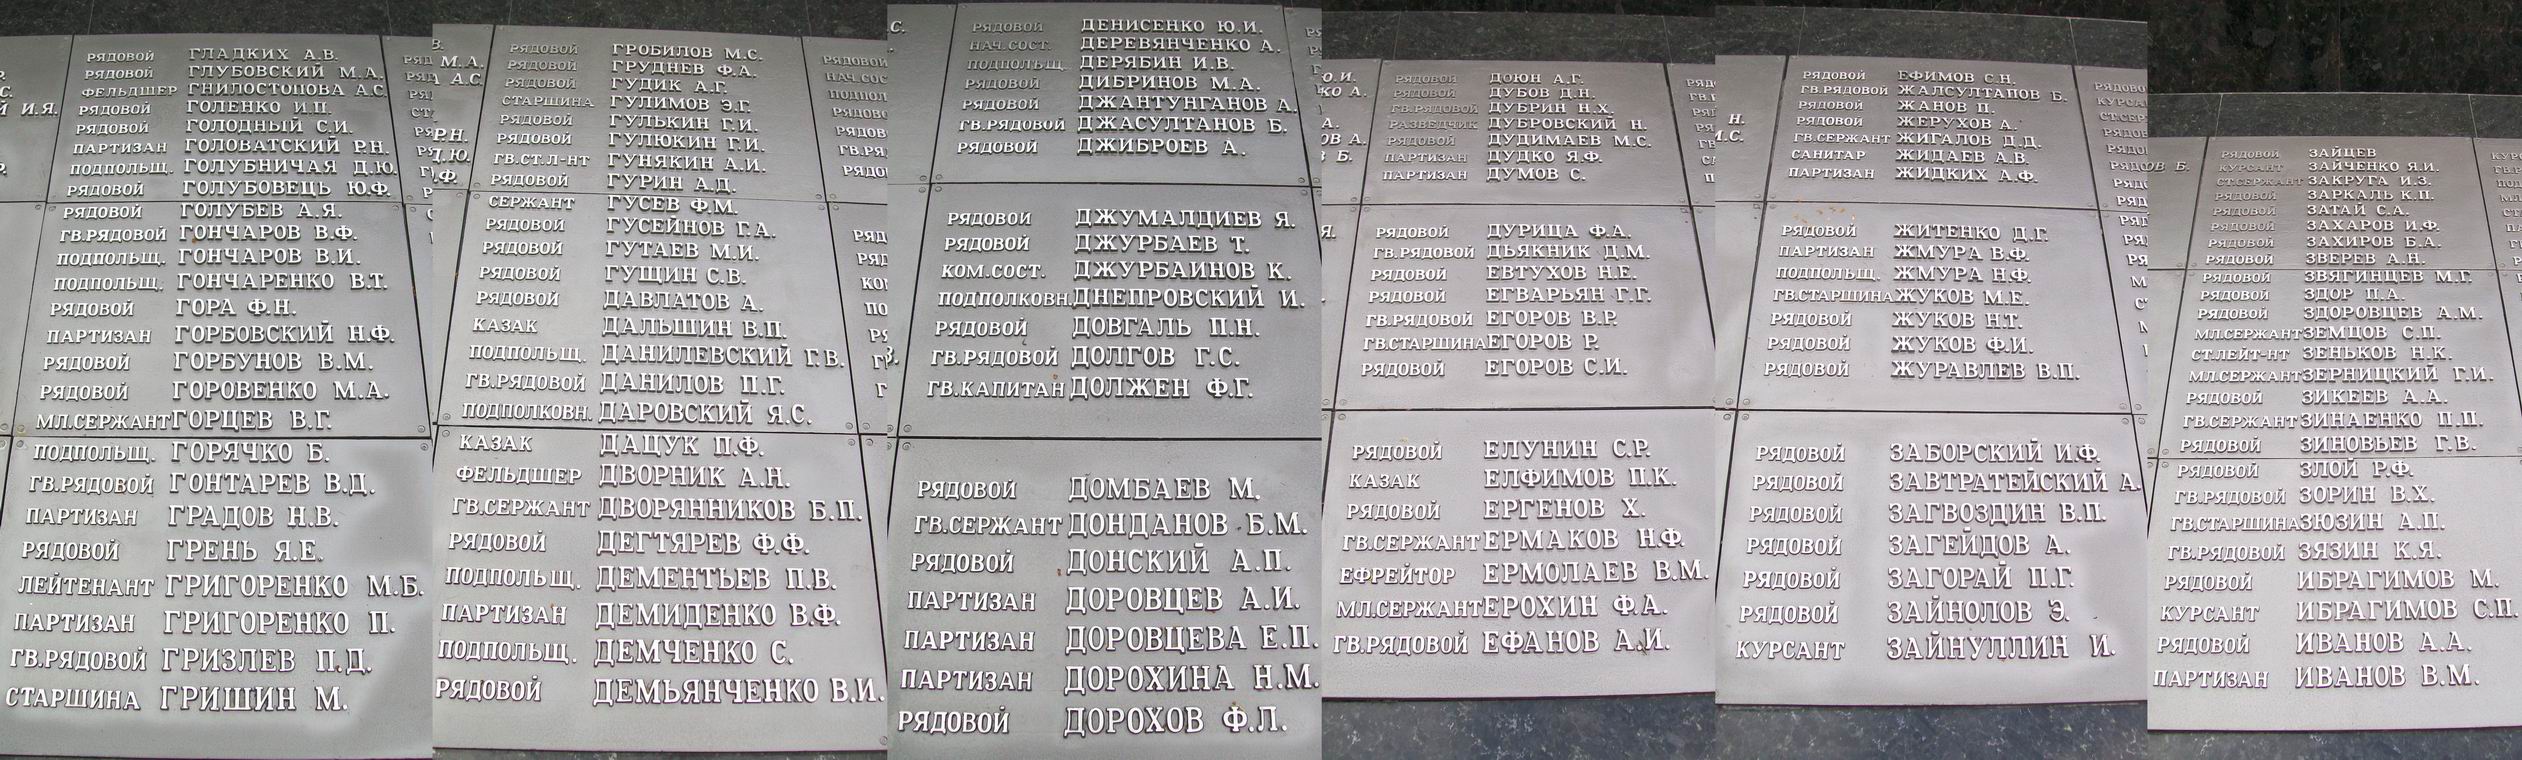 РЯДОВОЙ ГЛАДКИХ А.В.
РЯДОВОЙ ГЛУБОВСКИЙ М.А.
ФЕЛЬДШЕР ГНИЛОСТОПОВА А.С.
РЯДОВОЙ ГОЛЕНКО И.П.
РЯДОВОЙ ГОЛОДНЫЙ С.И.
ПАРТИЗАН ГОЛОВАТСКИЙ Р.Н.
ПОДПОЛЬЩ. ГОЛУБНИЧАЯ Д.Ю.
РЯДОВОЙ ГОЛУБОВЕЦЬ Ю.Ф.
РЯДОВОЙ ГОЛУБЕВ А.Я.
ГВ.РЯДОВОЙ ГОНЧАРОВ В.Ф.
ПОДПОЛЬЩ. ГОНЧАРОВ В.И.
ПОДПОЛЬЩ. ГОНЧАРЕНКО В.Т.
РЯДОВОЙ ГОРА Ф.Н.
ПАРТИЗАН ГОРБОВСКИЙ Н.Ф.
РЯДОВОЙ ГОРБУНОВ В.М.
РЯДОВОЙ ГОРОВЕНКО М.А.
МЛ.СЕРЖАНТ ГОРЦЕВ В.Г.
ПОДПОЛЬЩ. ГОРЯЧКО Б.
ГВ.РЯДОВОЙ ГОНТАРЕВ В.Д.
ПАРТИЗАН ГРАДОВ Н.В.
РЯДОВОЙ ГРЕНЬ Я.Е.
ЛЕЙТЕНАНТ ГРИГОРЕНКО М.Б.
ПАРТИЗАН ГРИГОРЕНКО П.
ГВ.РЯДОВОЙ ГРИЗЛЕВ П.Д.
СТАРШИНА ГРИШИН М.
РЯДОВОЙ ГРОБИЛОВ М.С.
РЯДОВОЙ ГРУДНЕВ Ф.А.
РЯДОВОЙ ГУДИК А.Г.
СТАРШИНА ГУЛИМОВ Э.Г.
РЯДОВОЙ ГУЛЬКИН Г.И.
РЯДОВОЙ ГУЛЮКИН Г.И.
ГВ.СТ.Л-НТ ГУНЯКИН А.И.
РЯДОВОЙ ГУРИН А.Д.
СЕРЖАНТ ГУСЕВ Ф.М.
РЯДОВОЙ ГУСЕЙНОВ Г.А.
РЯДОВОЙ ГУТАЕВ М.И.
РЯДОВОЙ ГУЩИН С.В.
РЯДОВОЙ ДАВЛАТОВ А.
КАЗАК ДАЛЬШИН В.П.
ПОДПОЛЬЩ. ДАНИЛЕВСКИЙ Г.В.
ГВ.РЯДОВОЙ ДАНИЛОВ П.Г.
ПОДПОЛКОВН. ДАРОВСКИЙ Я.С.
КАЗАК ДАЦУК П.Ф.
ФЕЛЬДШЕР ДВОРНИК А.Н.
ГВ.СЕРЖАНТ ДВОРЯННИКОВ Б.П.
РЯДОВОЙ ДЕГТЯРЕВ Ф.Ф.
ПОДПОЛЬЩ. ДЕМЕНТЬЕВ П.В.
ПАРТИЗАН ДЕМИДЕНКО В.Ф.
ПОДПОЛЬЩ. ДЕМЧЕНКО С.
РЯДОВОЙ ДЕМЬЯНЧЕНКО В.И.
РЯДОВОЙ ДЕНИСЕНКО Ю.И.
НАЧ.СОСТ. ДЕРЕВЯНЧЕНКО А.
ПОДПОЛЬЩ. ДЕРЯБИН И.В.
РЯДОВОЙ ДИБРИНОВ М.А.
РЯДОВОЙ ДЖАНТУНГАНОВ А.
ГВ.РЯДОВОЙ ДЖАСУЛТАНОВ Б.
РЯДОВОЙ ДЖИБРОЕВ А.
РЯДОВОЙ ДЖУМАЛДИЕВ Я.
РЯДОВОЙ ДЖУРБАЕВ Т.
КОМ.СОСТ. ДЖУРБАИНОВ К.
ПОДПОЛКОВН. ДНЕПРОВСКИЙ И.
РЯДОВОЙ ДОВГАЛЬ П.Н.
ГВ.РЯДОВОЙ ДОЛГОВ Г.С.
ГВ.КАПИТАН ДОЛЖЕН Ф.Г.
РЯДОВОЙ ДОМБАЕВ М.
ГВ.СЕРЖАНТ ДОНДАНОВ Б.М.
РЯДОВОЙ ДОНСКИЙ А.П.
ПАРТИЗАН ДОРОВЦЕВ А.И.
ПАРТИЗАН ДОРОВЦЕВА Е.П.
ПАРТИЗАН ДОРОХИНА Н.М.
РЯДОВОЙ ДОРОХОВ Ф.Л.
РЯДОВОЙ ДОЮН А.Г.
РЯДОВОЙ ДУБОВ Д.Н.
ГВ.РЯДОВОЙ ДУБРИН Н.Х.
РАЗВЕДЧИК ДУБРОВСКИЙ Н.
РЯДОВОЙ ДУДИМАЕВ М.С.
ПАРТИЗАН ДУДКО Я.Ф.
ПАРТИЗАН ДУМОВ С.
РЯДОВОЙ ДУРИЦА Ф.А.
ГВ.РЯДОВОЙ ДЬЯКНИК Д.М.
РЯДОВОЙ ЕВТУХОВ Н.Е.
РЯДОВОЙ ЕГВАРЬЯН Г.Г.
ГВ.РЯДОВОЙ ЕГОРОВ В.Р.
ГВ.СТАРШИНА ЕГОРОВ Р.
РЯДОВОЙ ЕГОРОВ С.И.
РЯДОВОЙ ЕЛУНИН С.Р.
КАЗАК ЕЛФИМОВ П.К.
РЯДОВОЙ ЕРГЕНОВ Х.
ГВ.СЕРЖАНТ ЕРМАКОВ Н.Ф.
ЕФРЕЙТОР ЕРМОЛАЕВ В.М.
МЛ.СЕРЖАНТ ЕРОХИН Ф.А.
ГВ.РЯДОВОЙ ЕФАНОВ А.И.
РЯДОВОЙ ЕФИМОВ С.Н.
ГВ.РЯДОВОЙ ЖАЛСУЛТАПОВ Б.
РЯДОВОЙ ЖАНОВ П.
РЯДОВОЙ ЖЕРУХОВ А.
ГВ.СЕРЖАНТ ЖИГАЛОВ Д.Д.
САНИТАР ЖИДАЕВ А.В.
ПАРТИЗАН ЖИДКИХ А.Ф.
РЯДОВОЙ ЖИТЕНКО Д.Г.
ПАРТИЗАН ЖМУРА В.Ф.
ПОДПОЛЬЩ. ЖМУРА Н.Ф.
ГВ.СТАРШИНА ЖУКОВ М.Е.
РЯДОВОЙ ЖУКОВ Н.Т.
РЯДОВОЙ ЖУКОВ Ф.И.
РЯДОВОЙ ЖУРАВЛЕВ В.П.
РЯДОВОЙ ЗАБОРСКИЙ И.Ф.
РЯДОВОЙ ЗАВТРАТЕЙСКИЙ А.
РЯДОВОЙ ЗАГВОЗДИН В.П.
РЯДОВОЙ ЗАГЕЙДОВ А.
РЯДОВОЙ ЗАГОРАЙ П.Г.
РЯДОВОЙ ЗАЙНОЛОВ Э.
КУРСАНТ ЗАЙНУЛЛИН И.
РЯДОВОЙ ЗАЙЦЕВ
КУРСАНТ ЗАЙЧЕНКО Я.И.
СТ.СЕРЖАНТ ЗАКРУГА И.З.
РЯДОВОЙ ЗАРКАЛЬ К.П.
РЯДОВОЙ ЗАТАЙ С.А.
РЯДОВОЙ ЗАХАРОВ И.Ф.
РЯДОВОЙ ЗАХИРОВ Б.А.
РЯДОВОЙ ЗВЕРЕВ А.Н.
РЯДОВОЙ ЗВЯГИНЦЕВ М.Г.
РЯДОВОЙ ЗДОР П.А.
РЯДОВОЙ ЗДОРОВЦЕВ А.М.
МЛ.СЕРЖАНТ ЗЕМЦОВ С.П.
СТ.ЛЕЙТ-НТ ЗЕНЬКОВ Н.К.
МЛ.СЕРЖАНТ ЗЕРНИЦКИЙ Г.И.
РЯДОВОЙ ЗИКЕЕВ А.А.
ГВ.СЕРЖАНТ ЗИНАЕНКО П.П.
РЯДОВОЙ ЗИНОВЬЕВ Г.В.
РЯДОВОЙ ЗЛОЙ Р.Ф.
ГВ.РЯДОВОЙ ЗОРИН В.Х.
ГВ.СТАРШИНА ЗЮЗИН А.П.
ГВ.РЯДОВОЙ ЗЯЗИН К.Я.
РЯДОВОЙ ИБРАГИМОВ М.
КУРСАНТ ИБРАГИМОВ С.П.
РЯДОВОЙ ИВАНОВ А.А.
ПАРТИЗАН ИВАНОВ В.М.